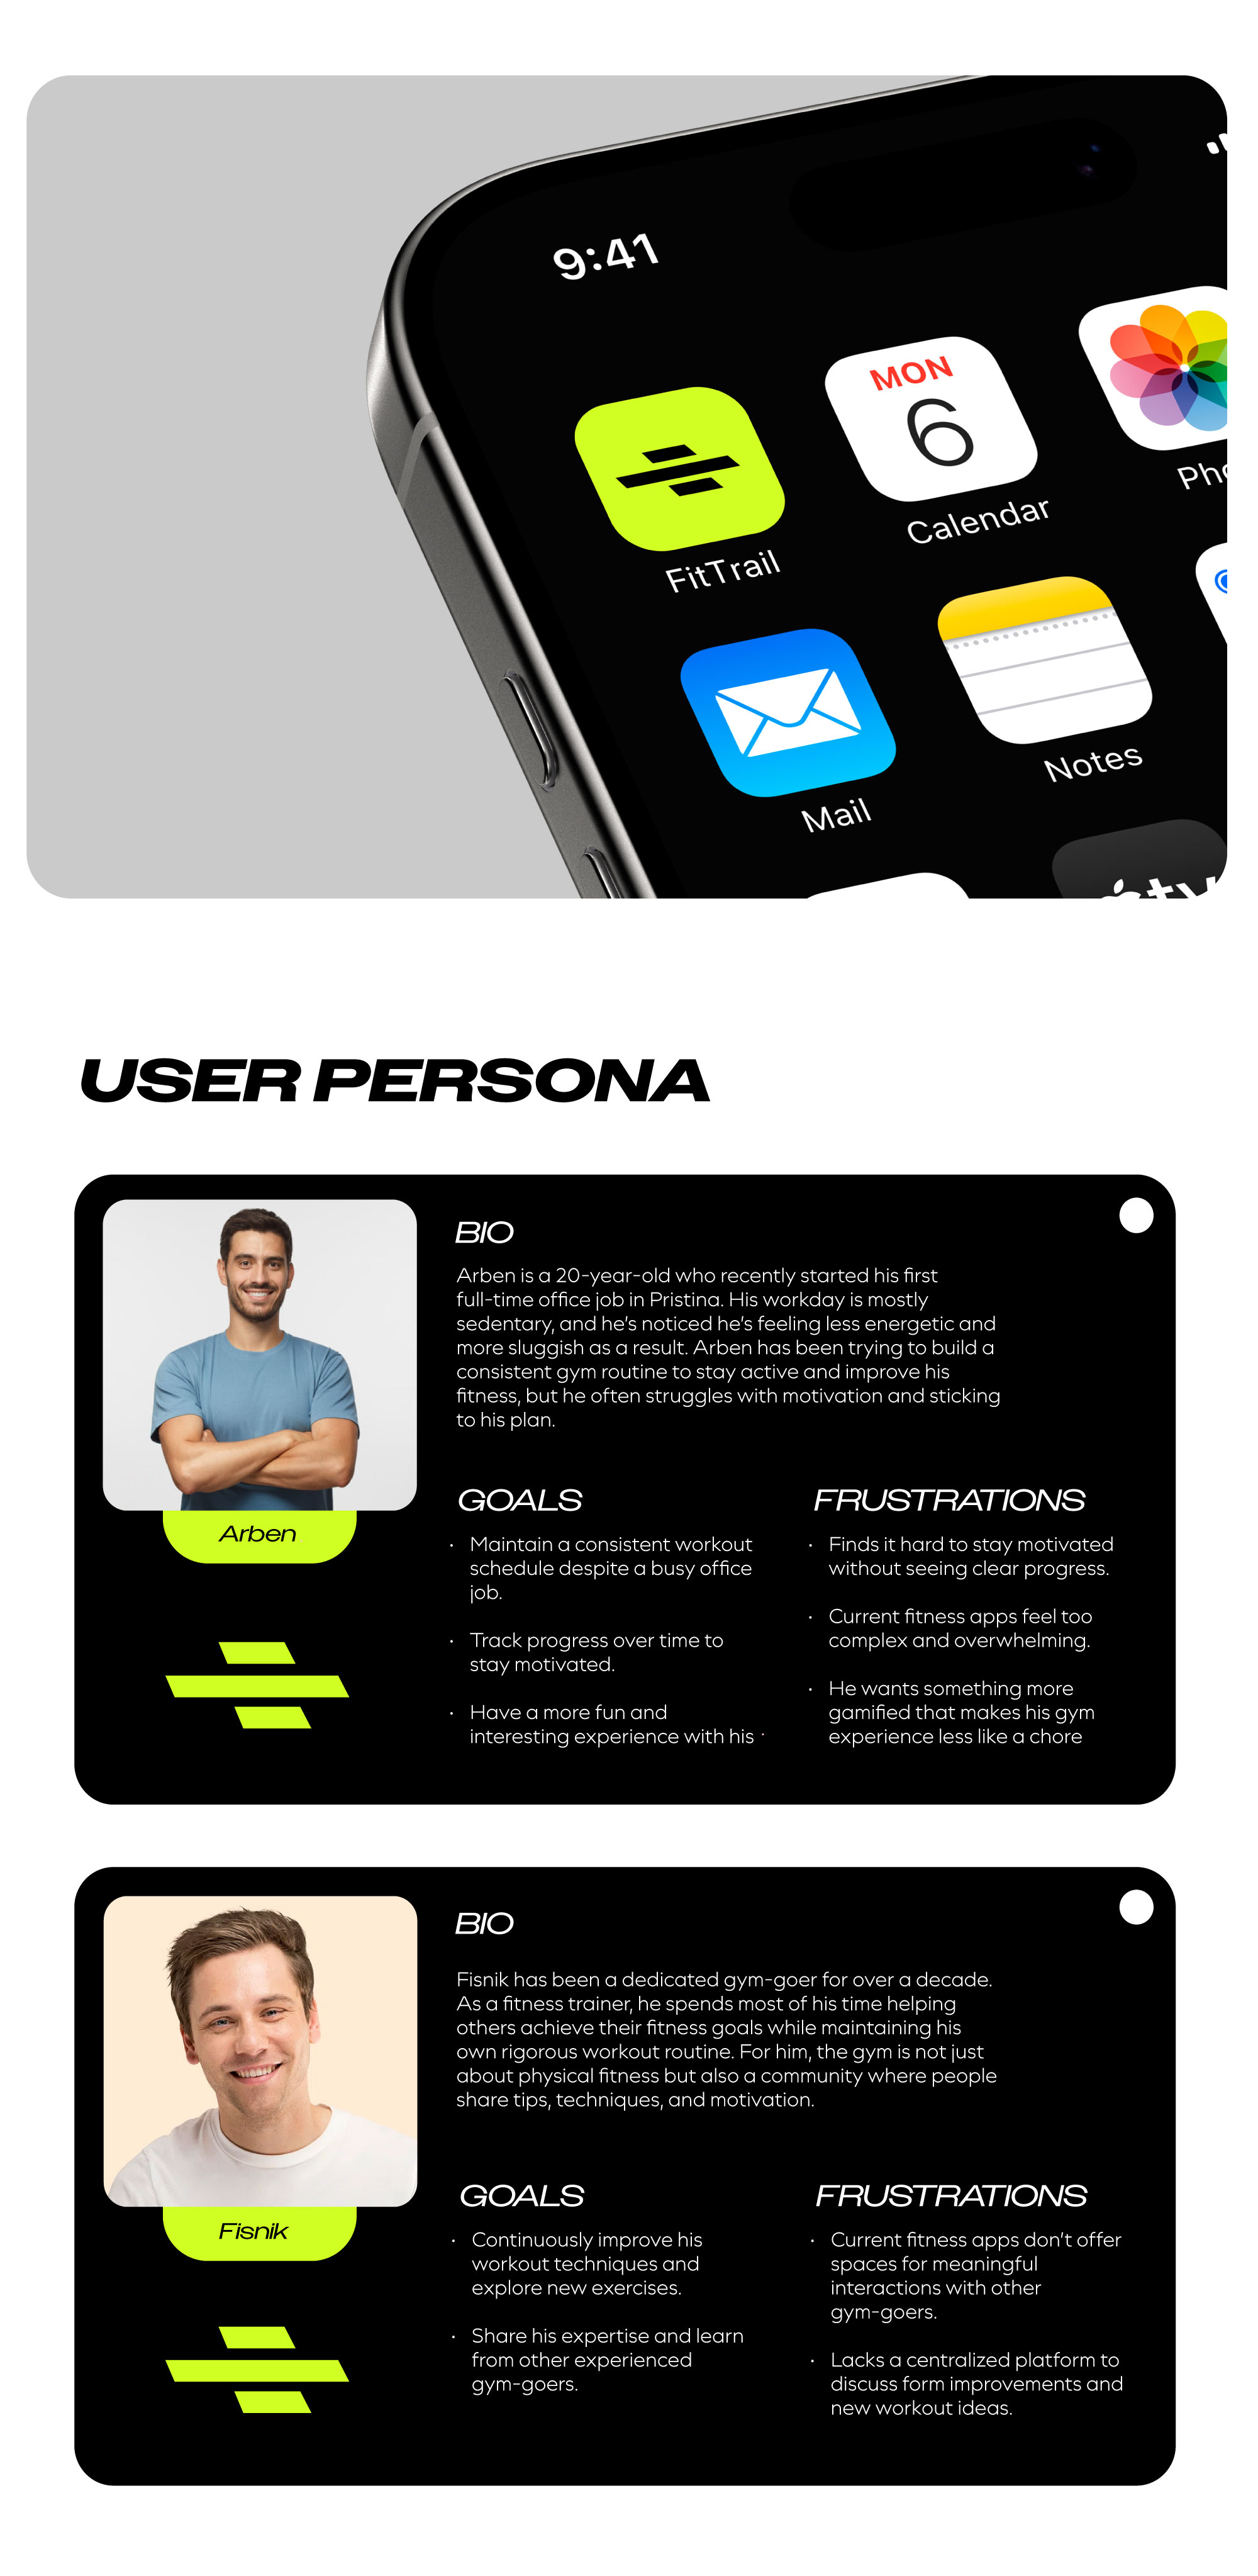 9:41
MON
6
FitTrail
Calendar
Pho
Mail
Notes
tv
USER PERSONA
BIO
Arben is a 20-year-old who recently started his first
full-time office job in Pristina. His workday is mostly
sedentary, and he's noticed he's feeling less energetic and
more sluggish as a result. Arben has been trying to build a
consistent gym routine to stay active and improve his
fitness, but he often struggles with motivation and sticking
to his plan.
Arben
GOALS
· Maintain a consistent workout
schedule despite a busy office
job.
· Track progress over time to
stay motivated.
· Have a more fun and
interesting experience with his
FRUSTRATIONS
· Finds it hard to stay motivated
without seeing clear progress.
· Current fitness apps feel too
complex and overwhelming.
· He wants something more
gamified that makes his gym
experience less like a chore
BIO
Fisnik has been a dedicated gym-goer for over a decade.
As a fitness trainer, he spends most of his time helping
others achieve their fitness goals while maintaining his
own rigorous workout routine. For him, the gym is not just
about physical fitness but also a community where people
share tips, techniques, and motivation.
Fisnik
GOALS
· Continuously improve his
workout techniques and
explore new exercises.
· Share his expertise and learn
from other experienced
gym-goers.
FRUSTRATIONS
· Current fitness apps don't offer
spaces for meaningful
interactions with other
gym-goers.
· Lacks a centralized platform to
discuss form improvements and
new workout ideas.